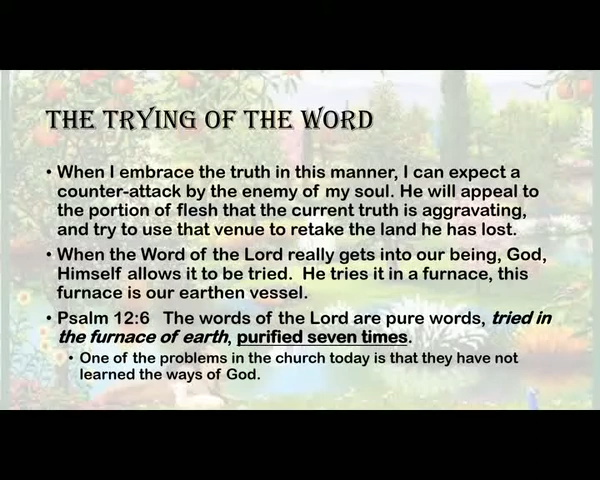 THE TRYING OF THE WORD
• When I embrace the truth in this manner, I can expect a
counter-attack by the enemy of my soul. He will appeal to
the portion of flesh that the current truth is aggravating,
and try to use that venue to retake the land he has lost.
• When the Word of the Lord really gets into our being, God,
Himself allows it to be tried.  He tries it in a furnace, this
furnace is our earthen vessel.
• Psalm 12:6   The words of the Lord are pure words, tried in
the furnace of earth, purified seven times.
• One of the problems in the church today is that they have not
learned the ways of God.